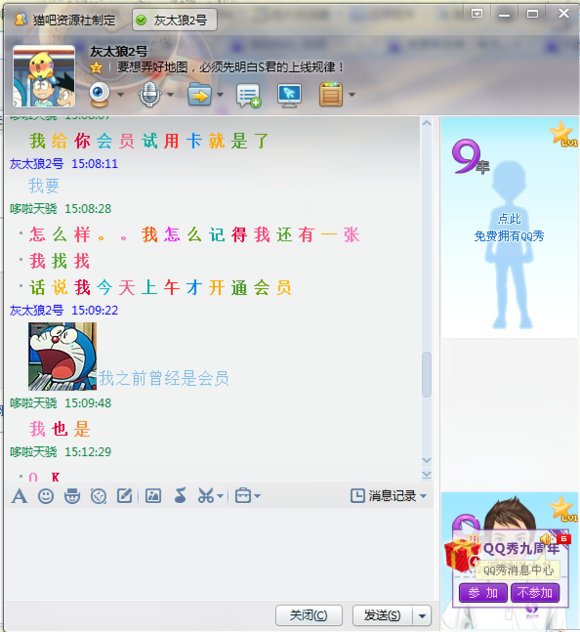 猫吧资源社制定
灰太狼2号
灰太狼2号
要想弄好地图，必须先明白S君的上线规律！
哆啦天骁 15:08:07
我给你会员试用卡就是了
灰太狼2号 15:08:11
我要
哆啦天骁 15:08:28
怎么样。。我怎么记得我还有一张
我找找
话说我今天上午才开通会员
灰太狼2号 15:09:22
我之前曾经是会员
哆啦天骁 15:09:48
我也是
哆啦天骁 15:12:29
O K
消息记录
关闭(C)
发送(S)
9年
LV1
点此
免费拥有QQ秀
LV1
6
QQ秀九周年
QQ秀消息中心
参 加
不参加